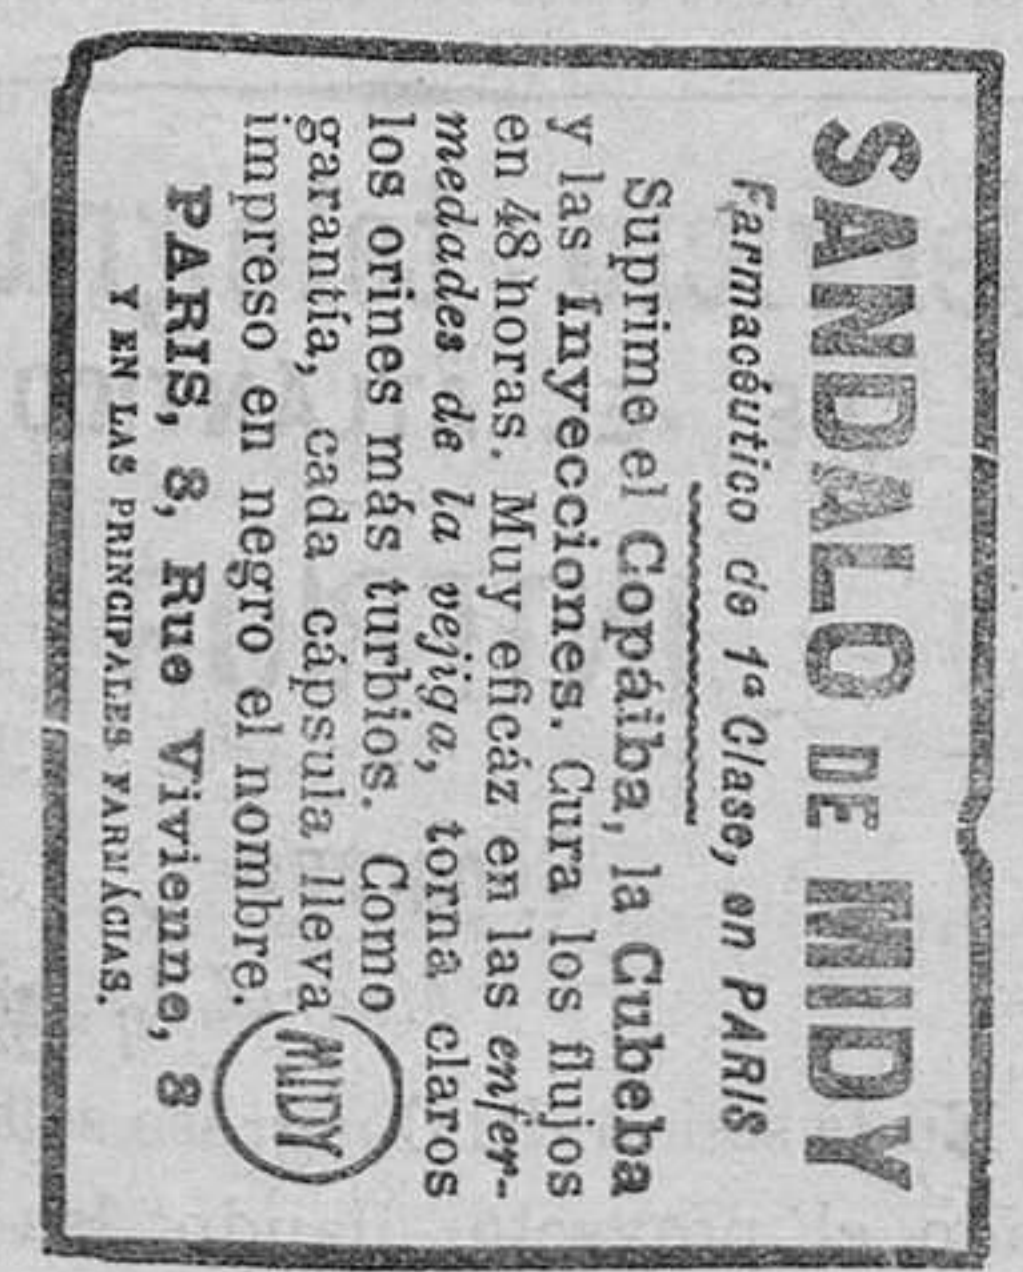 SANDALO DE MIDY
Farmacéutico de 1ª Clase, en PARIS
Suprime el Copáiba, la Cubeba
y las Inyecciones. Cura los flujos
en 48 horas. Muy eficáz en las enfer-
medades de la vejiga, torna claros
los orines más turbios. Como
garantía, cada cápsula lleva
impreso en negro el nombre.
MIDY
PARIS, 8, Rue Vivienne, 8
Y EN LAS PRINCIPALES FARMÁCIAS.